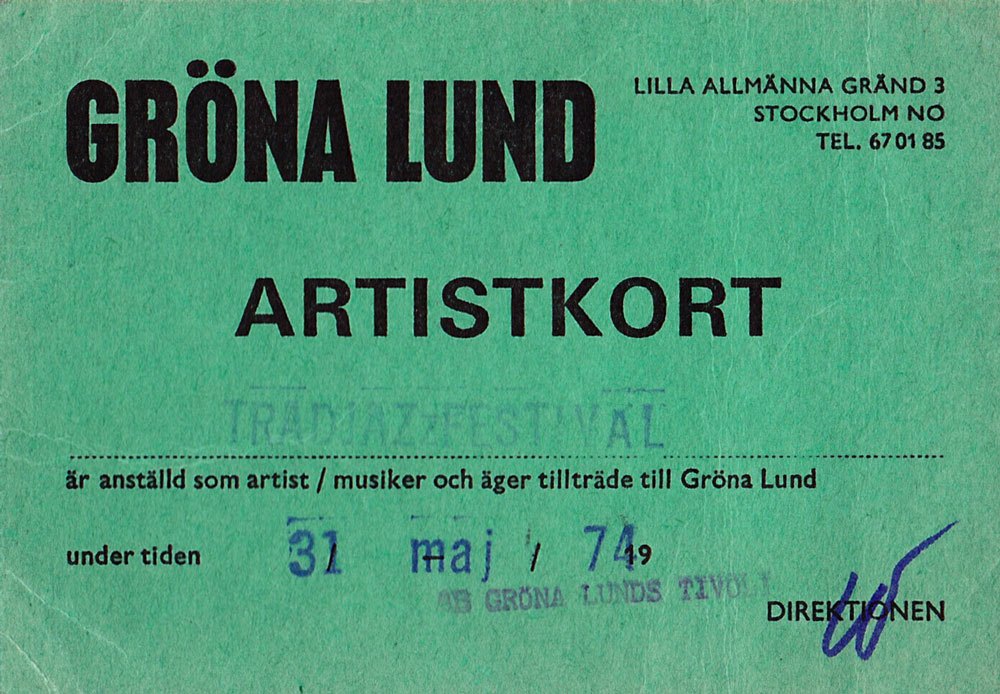 GRÖNA LUND
LILLA ALLMÄNNA GRÄND 3
STOCKHOLM NO
TEL. 67 01 85
ARTISTKORT
TRADJAZZFESTIVAL
är anställd som artist / musiker och äger tillträde till Gröna Lund
under tiden 31 / maj / 74 19
AB GRÖNA LUNDS TIVOLI
DIREKTIONEN